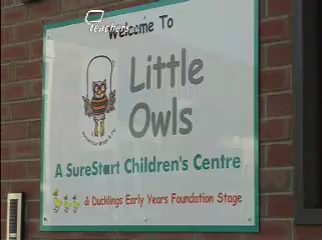 teachers
Welcome To
Little
Owls
A SureStart Children's Centre
& Ducklings Early Years Foundation Stage